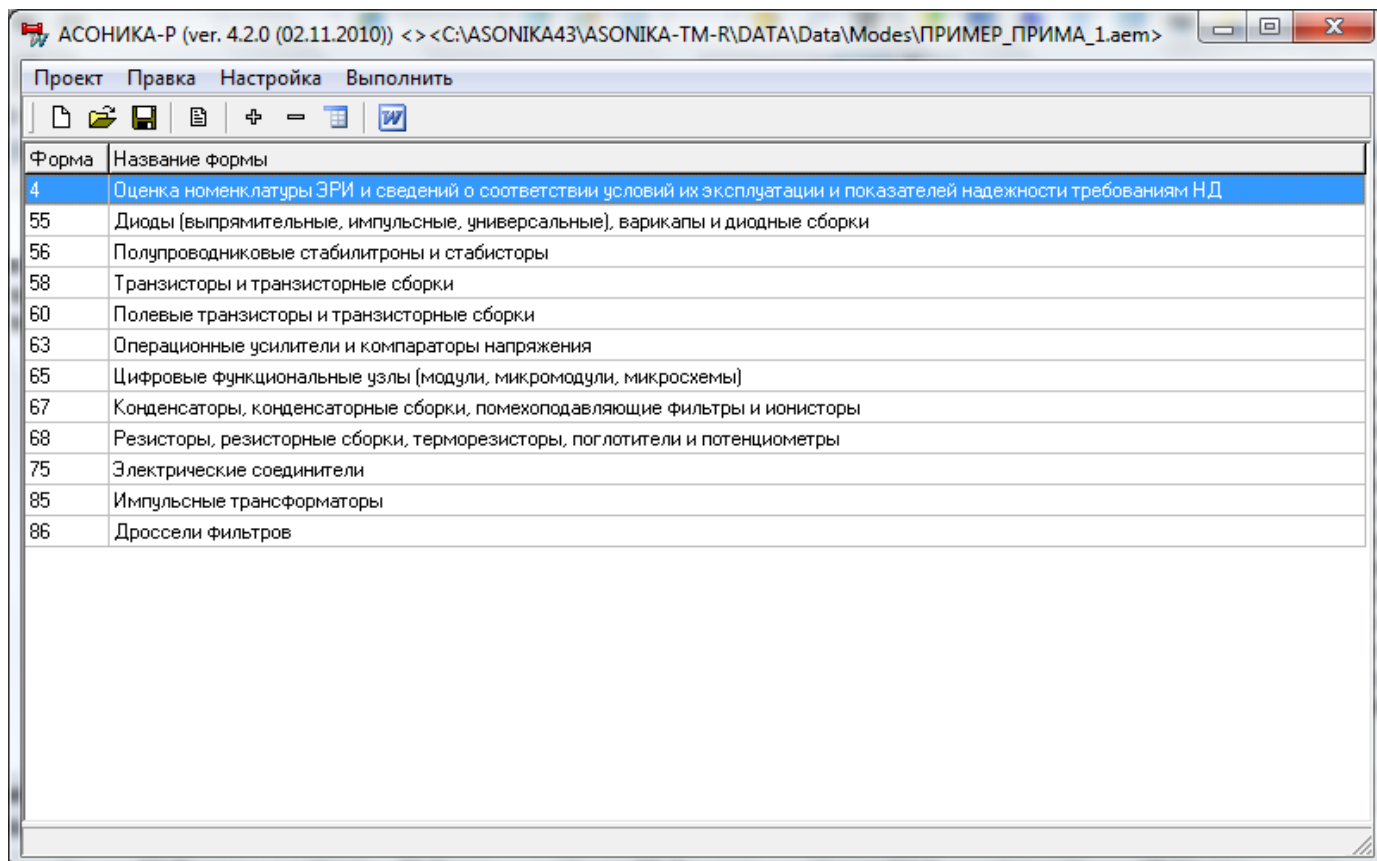 АСОНИКА-Р (ver. 4.2.0 (02.11.2010)) <><C:\ASONIKA43\ASONIKA-TM-R\DATA\Data\Modes\ПРИМЕР_ПРИМА_1.aem>
Проект Правка Настройка Выполнить
Форма Название формы
4 Оценка номенклатуры ЭРИ и сведений о соответствии условий их эксплуатации и показателей надежности требованиям НД
55 Диоды (выпрямительные, импульсные, универсальные), варикапы и диодные сборки
56 Полупроводниковые стабилитроны и стабисторы
58 Транзисторы и транзисторные сборки
60 Полевые транзисторы и транзисторные сборки
63 Операционные усилители и компараторы напряжения
65 Цифровые функциональные узлы (модули, микромодули, микросхемы)
67 Конденсаторы, конденсаторные сборки, помехоподавляющие фильтры и ионисторы
68 Резисторы, резисторные сборки, терморезисторы, поглотители и потенциометры
75 Электрические соединители
85 Импульсные трансформаторы
86 Дроссели фильтров